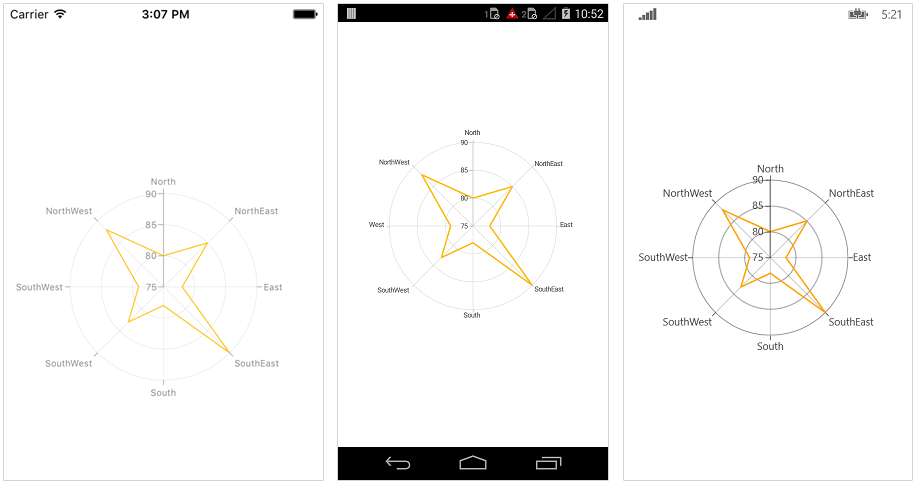 Carrier 3:07 PM
North
90
NorthWest NorthEast
85
80
SouthWest 75 East
SouthWest SouthEast
South
1 2 10:52
North
90
NorthWest NorthEast
85
80
West 75 East
SouthWest SouthEast
South
5:21
North
90
NorthWest NorthEast
85
80
SouthWest 75 East
SouthWest SouthEast
South